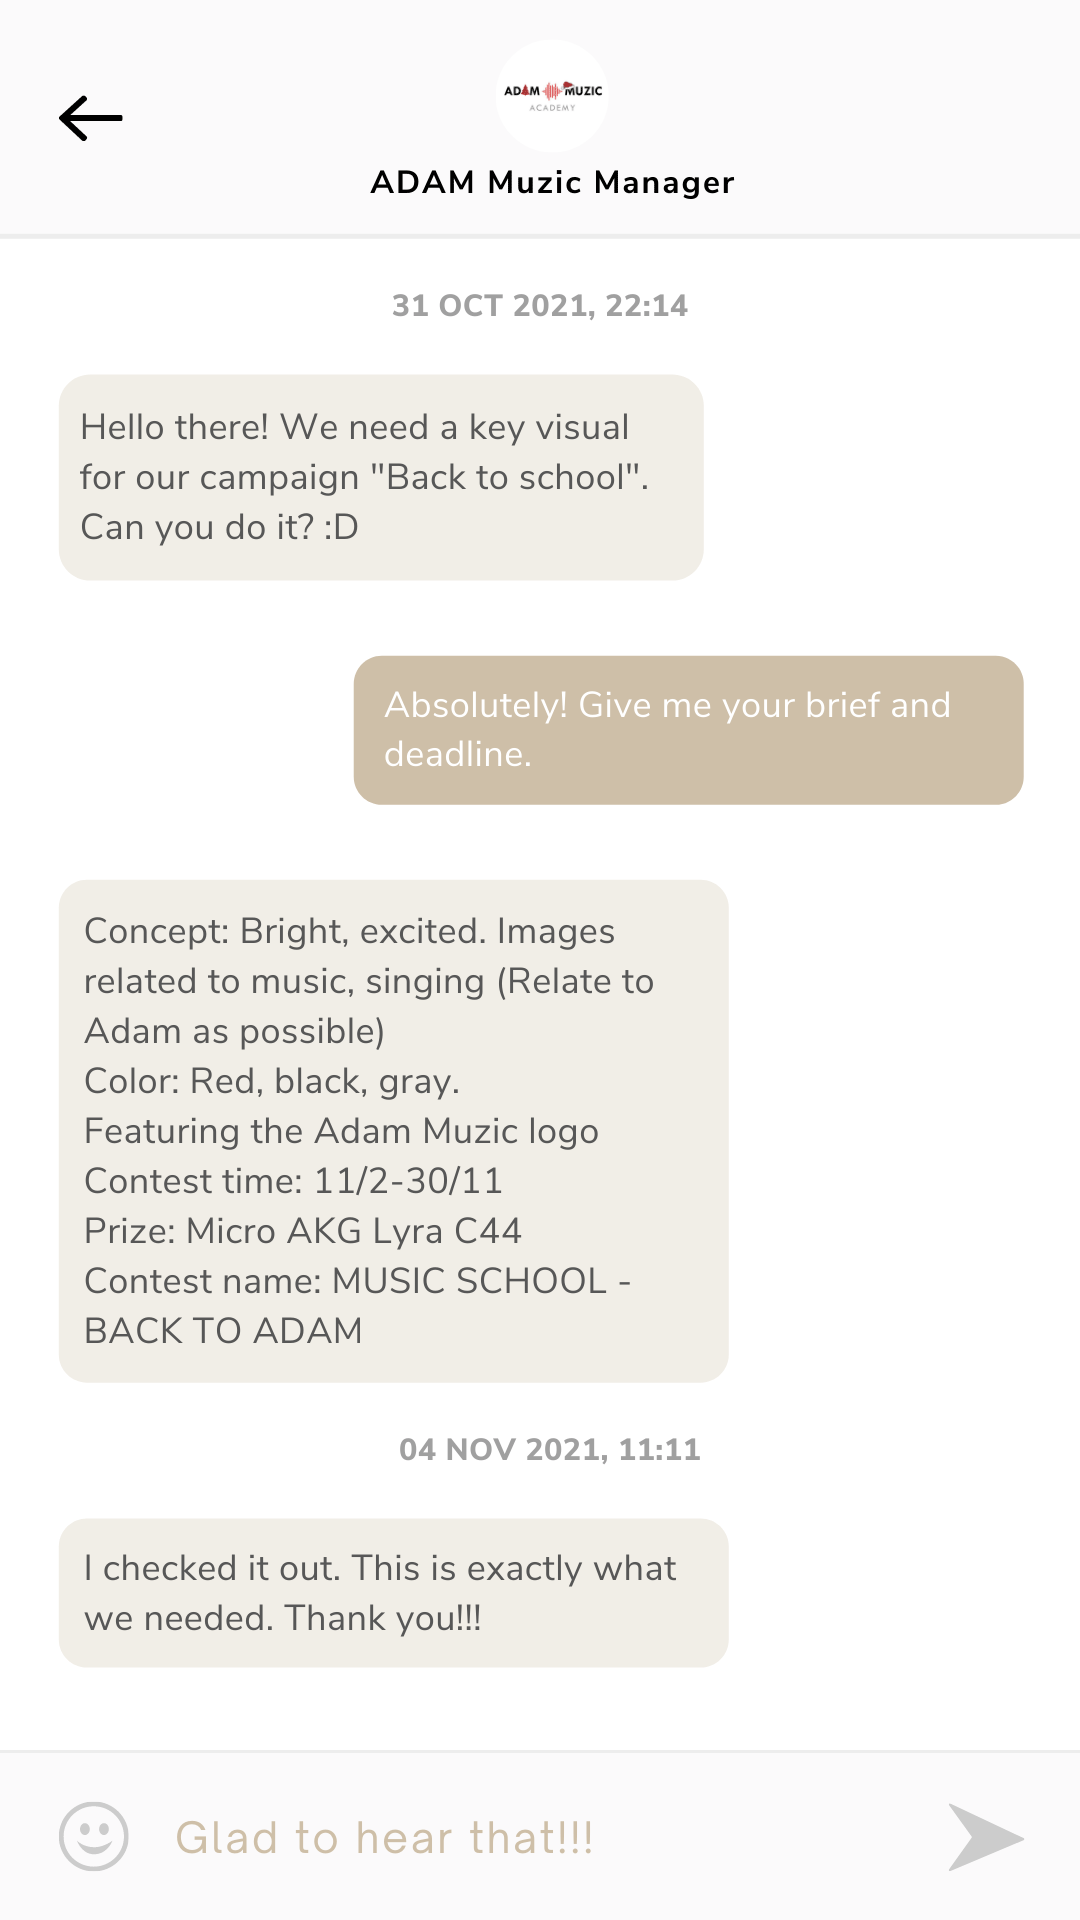 ADAM MUZIC
ACADEMY
ADAM Muzic Manager
31 OCT 2021, 22:14
Hello there! We need a key visual
for our campaign "Back to school".
Can you do it? :D
Absolutely! Give me your brief and
deadline.
Concept: Bright, excited. Images
related to music, singing (Relate to
Adam as possible)
Color: Red, black, gray.
Featuring the Adam Muzic logo
Contest time: 11/2-30/11
Prize: Micro AKG Lyra C44
Contest name: MUSIC SCHOOL -
BACK TO ADAM
04 NOV 2021, 11:11
I checked it out. This is exactly what
we needed. Thank you!!!
Glad to hear that!!!